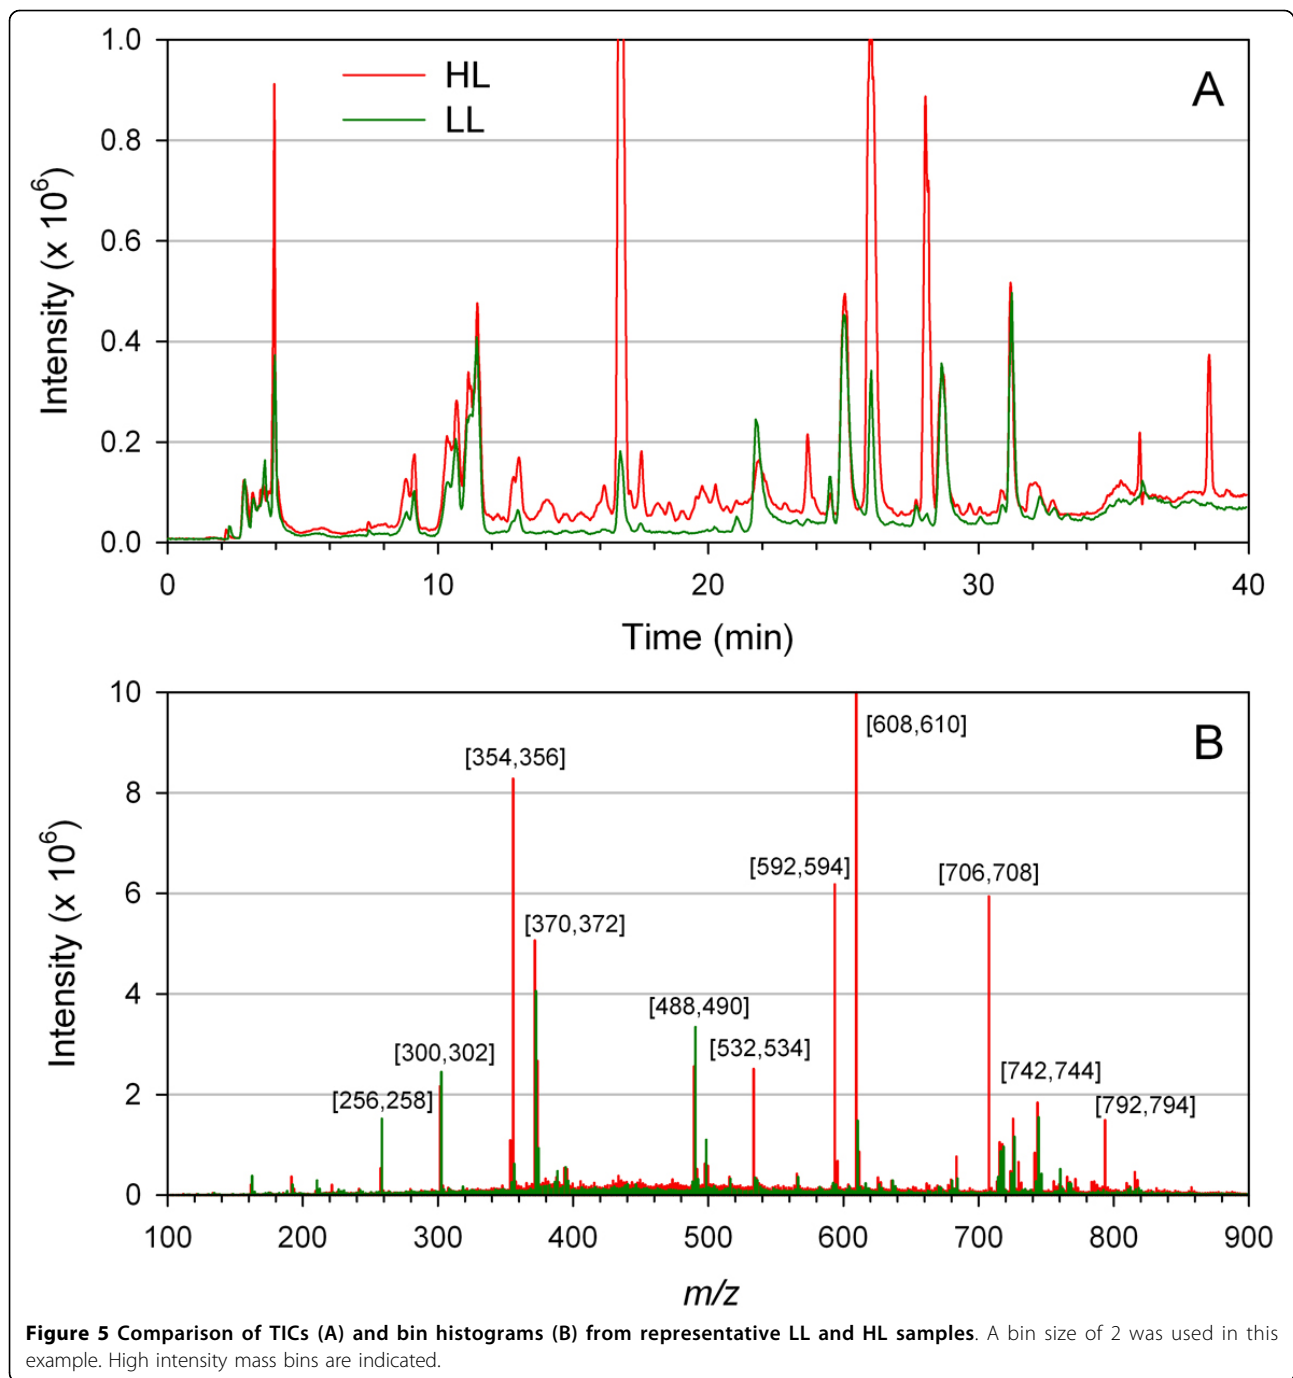 1.0
HL
A
LL
0.8
0.6
0.4
0.2
0.0
Intensity (x 10⁶)
0 10 20 30 40
Time (min)
10
[608,610]
B
[354,356]
8
[592,594]
[706,708]
6
[370,372]
4
[488,490]
[532,534]
[300,302]
[742,744]
2
[256,258]
[792,794]
0
Intensity (x 10⁶)
100 200 300 400 500 600 700 800 900
m/z
Figure 5 Comparison of TICs (A) and bin histograms (B) from representative LL and HL samples. A bin size of 2 was used in this
example. High intensity mass bins are indicated.